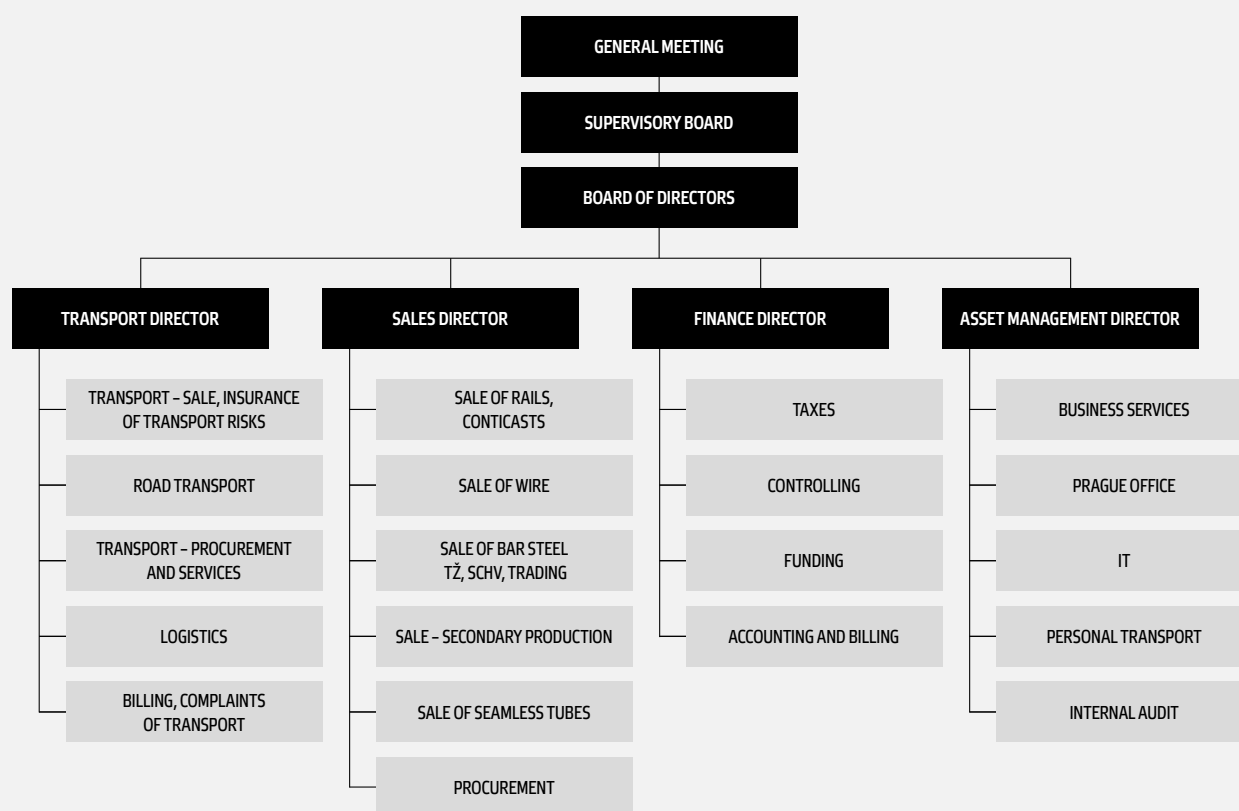 GENERAL MEETING
SUPERVISORY BOARD
BOARD OF DIRECTORS
TRANSPORT DIRECTOR
TRANSPORT – SALE, INSURANCE
OF TRANSPORT RISKS
ROAD TRANSPORT
TRANSPORT – PROCUREMENT
AND SERVICES
LOGISTICS
BILLING, COMPLAINTS
OF TRANSPORT
SALES DIRECTOR
SALE OF RAILS,
CONTICASTS
SALE OF WIRE
SALE OF BAR STEEL
TŽ, SCHV, TRADING
SALE – SECONDARY PRODUCTION
SALE OF SEAMLESS TUBES
PROCUREMENT
FINANCE DIRECTOR
TAXES
CONTROLLING
FUNDING
ACCOUNTING AND BILLING
ASSET MANAGEMENT DIRECTOR
BUSINESS SERVICES
PRAGUE OFFICE
IT
PERSONAL TRANSPORT
INTERNAL AUDIT